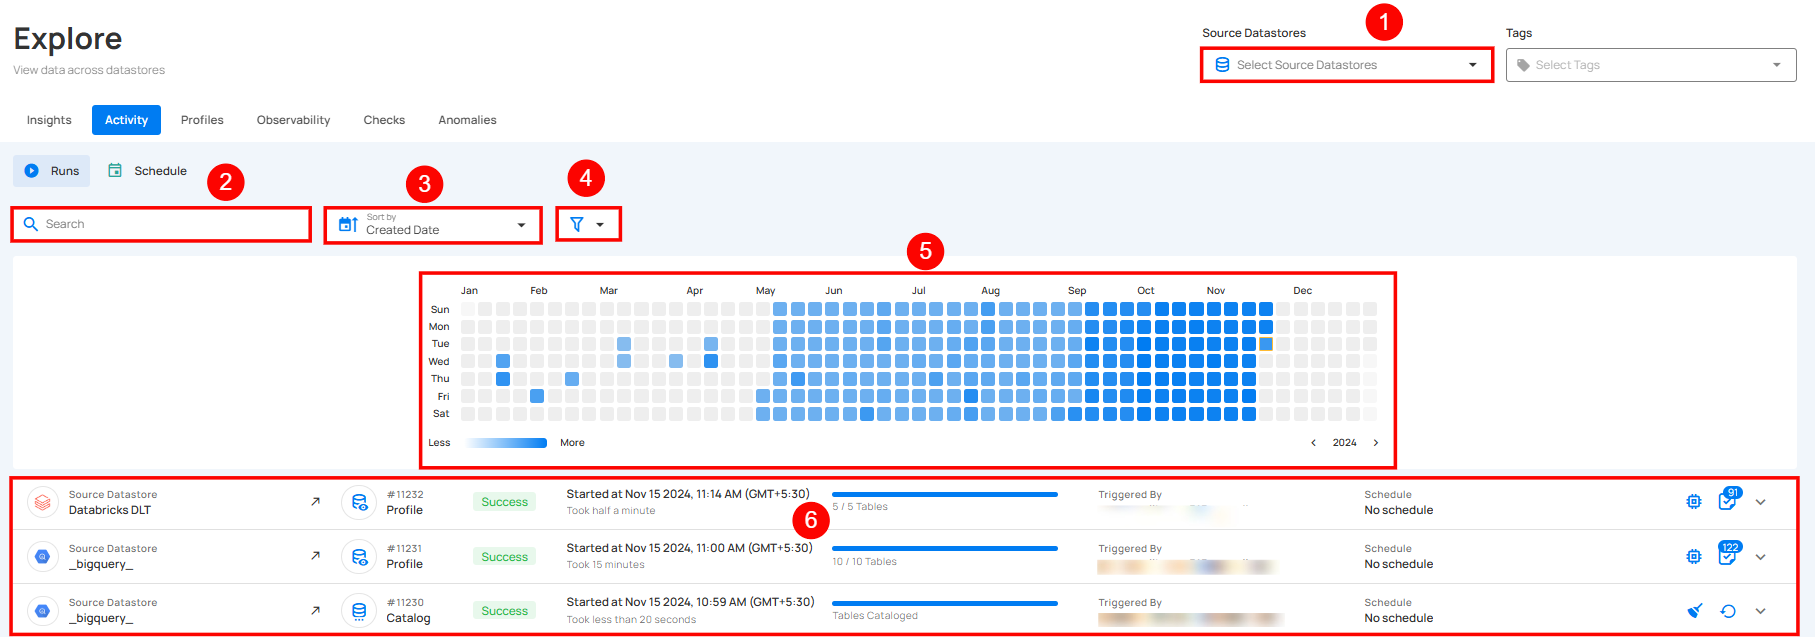 Explore
View data across datastores
Source Datastores
1
Tags
Select Source Datastores
Select Tags
Insights
Activity
Profiles
Observability
Checks
Anomalies
Runs
Schedule
2
3
4
Search
Sort by
Created Date
5
Jan Feb Mar Apr May Jun Jul Aug Sep Oct Nov Dec
Sun
Mon
Tue
Wed
Thu
Fri
Sat
Less
More
2024
Source Datastore
Databricks DLT
#11232
Profile
Success
Started at Nov 15 2024, 11:14 AM (GMT+5:30)
Took half a minute
6
5 / 5 Tables
Triggered By
Schedule
No schedule
91
Source Datastore
_bigquery_
#11231
Profile
Success
Started at Nov 15 2024, 11:00 AM (GMT+5:30)
Took 15 minutes
10 / 10 Tables
Triggered By
Schedule
No schedule
122
Source Datastore
_bigquery_
#11230
Catalog
Success
Started at Nov 15 2024, 10:59 AM (GMT+5:30)
Took less than 20 seconds
Tables Cataloged
Triggered By
Schedule
No schedule